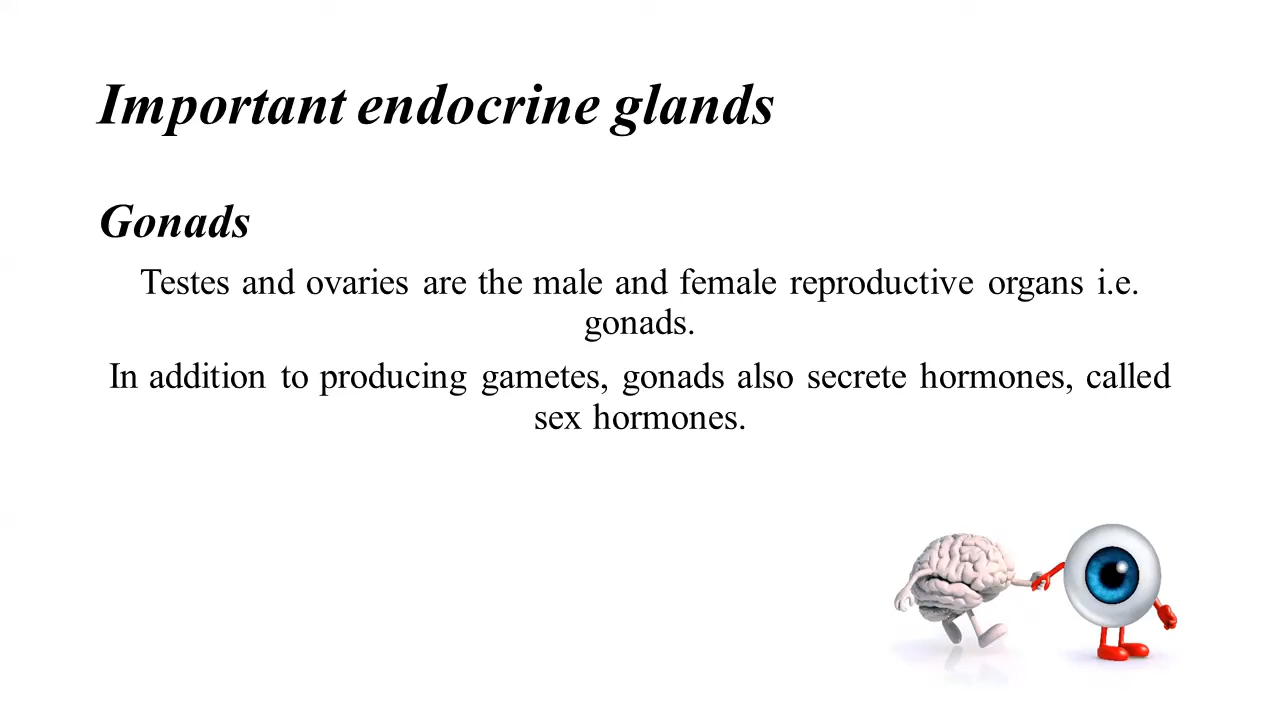 Important endocrine glands
Gonads
Testes and ovaries are the male and female reproductive organs i.e.
gonads.
In addition to producing gametes, gonads also secrete hormones, called
sex hormones.